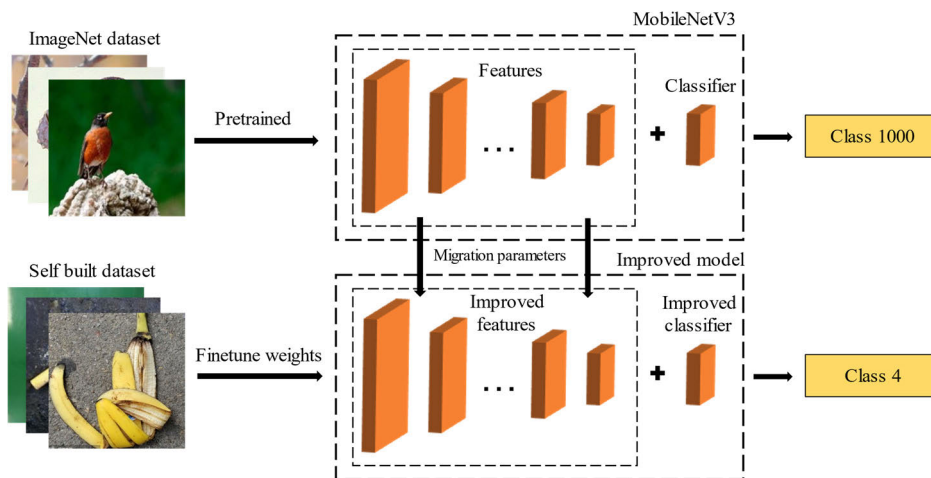 MobileNetV3
ImageNet dataset
Features
Classifier
Pretrained
Class 1000
Migration parameters
Self built dataset
Improved model
Improved
features
Improved
classifier
Finetune weights
Class 4